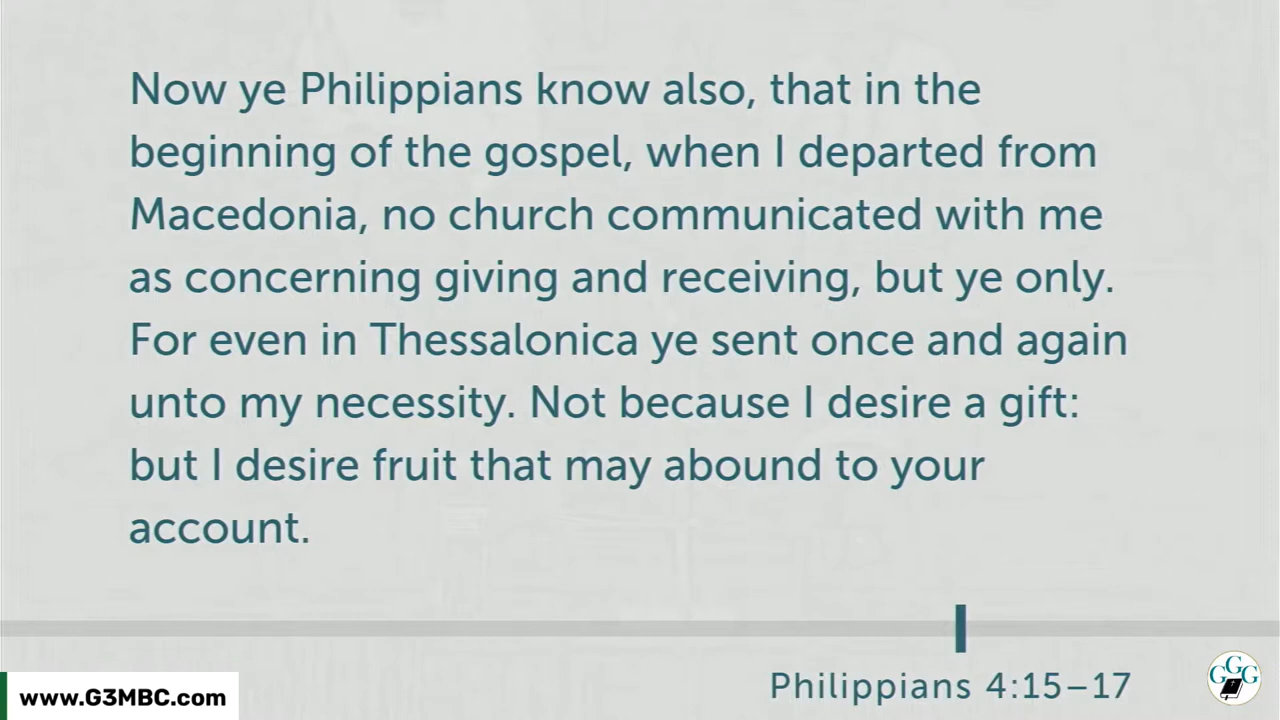 Now ye Philippians know also, that in the
beginning of the gospel, when I departed from
Macedonia, no church communicated with me
as concerning giving and receiving, but ye only.
For even in Thessalonica ye sent once and again
unto my necessity. Not because I desire a gift:
but I desire fruit that may abound to your
account.
Philippians 4:15–17
www.G3MBC.com
GGG